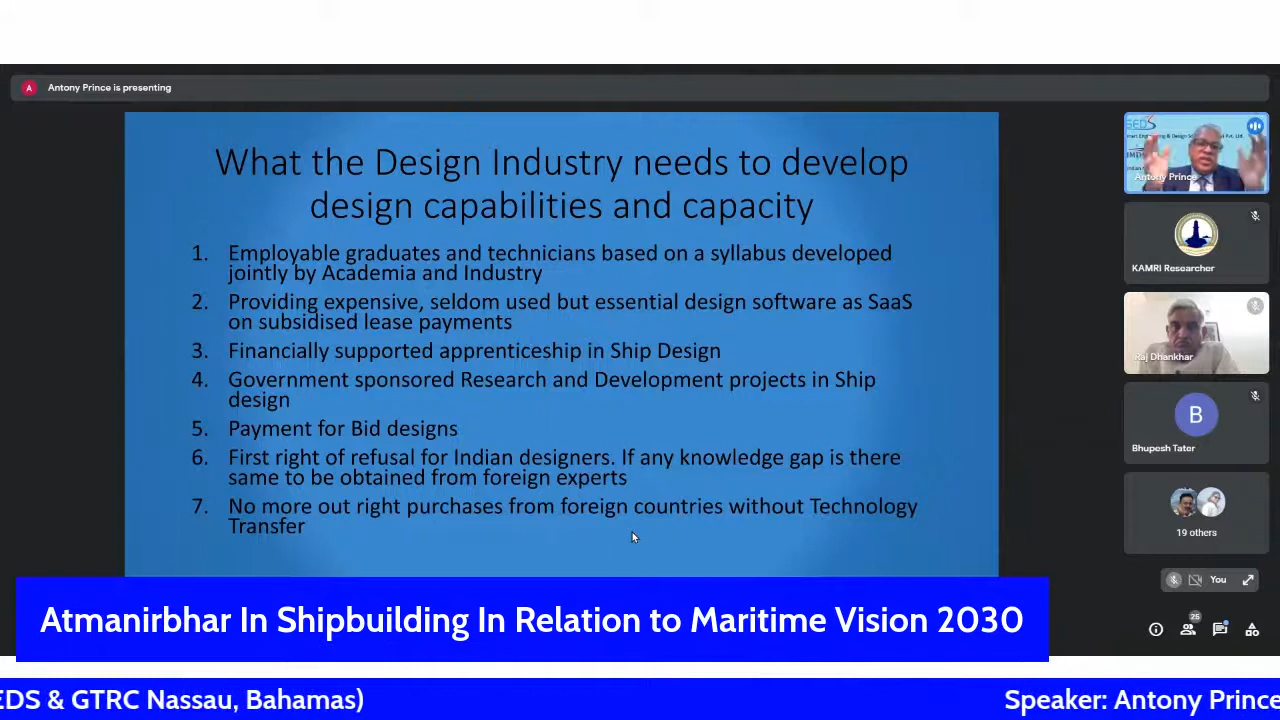 A Antony Prince is presenting
What the Design Industry needs to develop
design capabilities and capacity
1. Employable graduates and technicians based on a syllabus developed
jointly by Academia and Industry
2. Providing expensive, seldom used but essential design software as SaaS
on subsidised lease payments
3. Financially supported apprenticeship in Ship Design
4. Government sponsored Research and Development projects in Ship
design
5. Payment for Bid designs
6. First right of refusal for Indian designers. If any knowledge gap is there
same to be obtained from foreign experts
7. No more out right purchases from foreign countries without Technology
Transfer
SEDS
Antony Prince
KAMRI Researcher
Raj Dhankhar
B
Bhupesh Tater
19 others
You
26
Atmanirbhar In Shipbuilding In Relation to Maritime Vision 2030
EDS & GTRC Nassau, Bahamas)
Speaker: Antony Prince